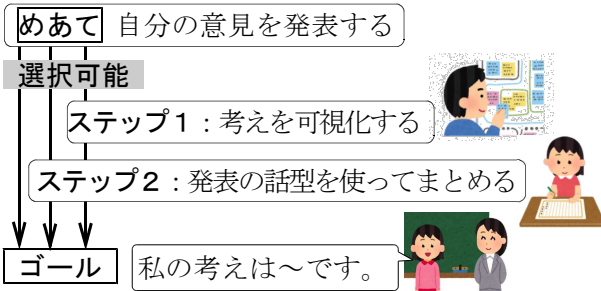 めあて 自分の意見を発表する
選択可能
ステップ１：考えを可視化する
ステップ２：発表の話型を使ってまとめる
ゴール 私の考えは～です。